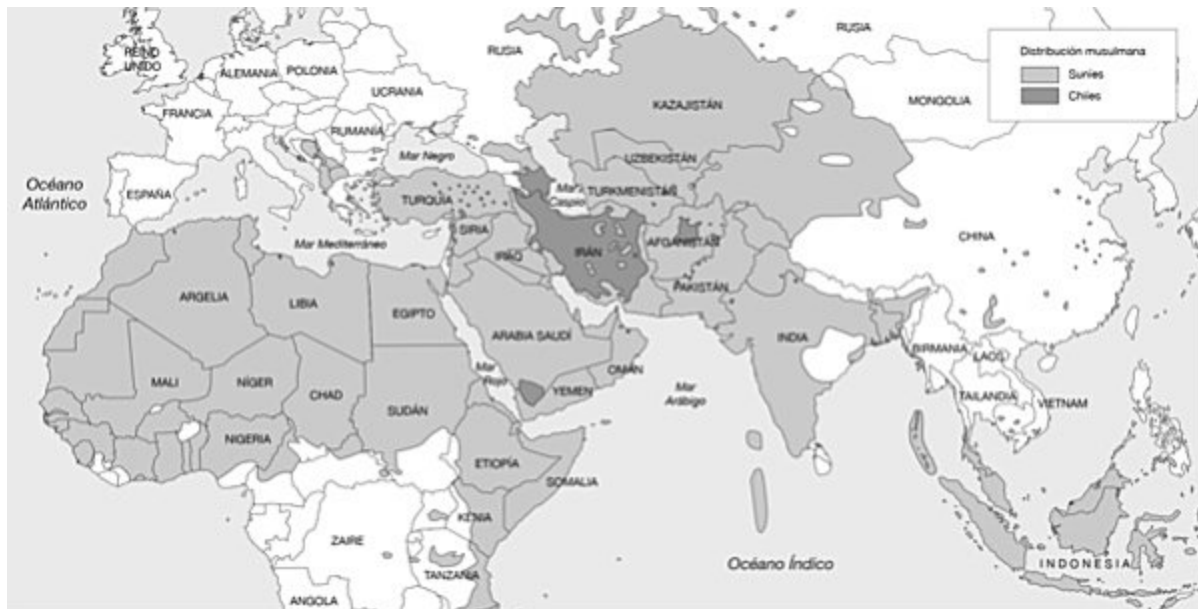 REINO
UNIDO
ALEMANIA
POLONIA
RUSIA
RUSIA
UCRANIA
FRANCIA
RUMANÍA
ESPAÑA
Mar Negro
KAZAJISTÁN
MONGOLIA
Distribución musulmana
Suníes
Chiíes
Océano
Atlántico
UZBEKISTÁN
Mar
Caspio
TURKMENISTÁN
TURQUÍA
Mar Mediterráneo
SIRIA
IRAQ
IRÁN
AFGANISTÁN
PAKISTÁN
CHINA
ARGELIA
LIBIA
EGIPTO
ARABIA SAUDÍ
INDIA
BIRMANIA
LAOS
OMÁN
MALI
NÍGER
CHAD
SUDÁN
Mar
Rojo
YEMEN
Mar
Arábigo
TAILANDIA
VIETNAM
NIGERIA
ETIOPÍA
SOMALIA
KENIA
ZAIRE
TANZANIA
ANGOLA
Océano Índico
INDONESIA